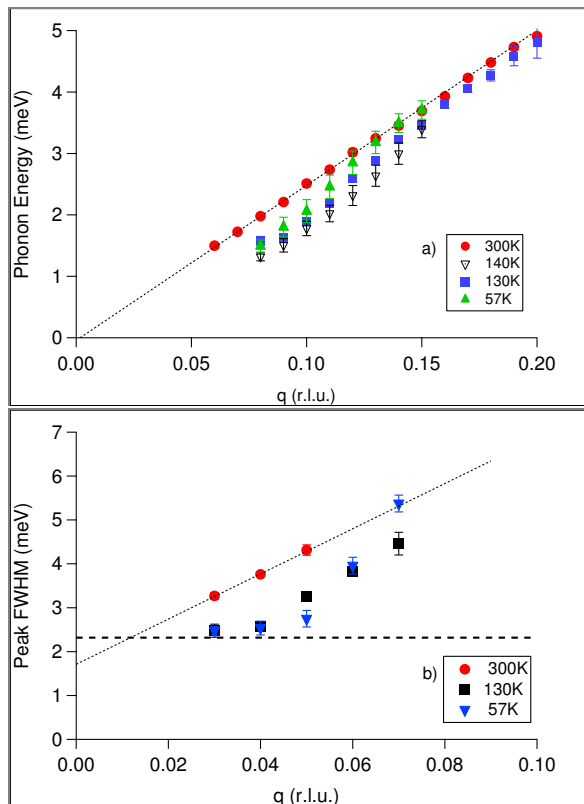 5
4
3
2
1
0
Phonon Energy (meV)
0.00
0.05
0.10
0.15
0.20
q (r.l.u.)
a)
300K
140K
130K
57K
7
6
5
4
3
2
1
0
Peak FWHM (meV)
0.00
0.02
0.04
0.06
0.08
0.10
q (r.l.u.)
b)
300K
130K
57K